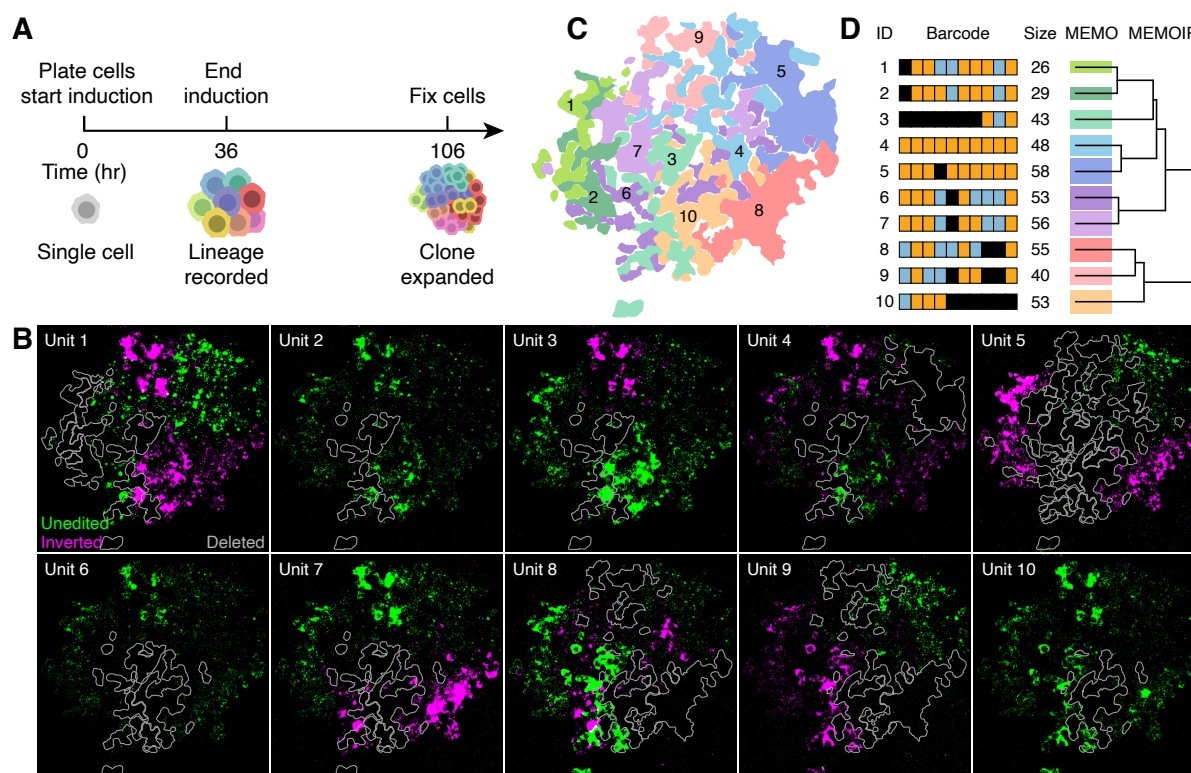 A
Plate cells
start induction
End
induction
Fix cells
0
36
106
Time (hr)
Single cell
Lineage
recorded
Clone
expanded
C
9
5
1
7
3
4
2
6
10
8
D
ID Barcode Size MEMO MEMOIR
1 26
2 29
3 43
4 48
5 58
6 53
7 56
8 55
9 40
10 53
B
Unit 1
Unit 2
Unit 3
Unit 4
Unit 5
Unedited
Inverted
Deleted
Unit 6
Unit 7
Unit 8
Unit 9
Unit 10